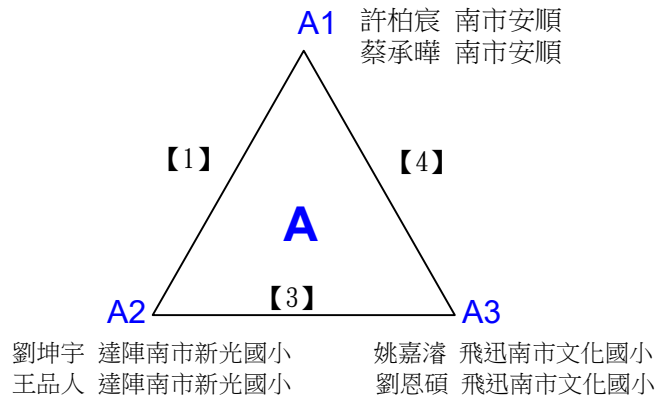 A1 許柏宸 南市安順
蔡承曄 南市安順
【1】 【4】
A
A2 【3】 A3
劉坤宇 達陣南市新光國小 姚嘉濬 飛迅南市文化國小
王品人 達陣南市新光國小 劉恩碩 飛迅南市文化國小